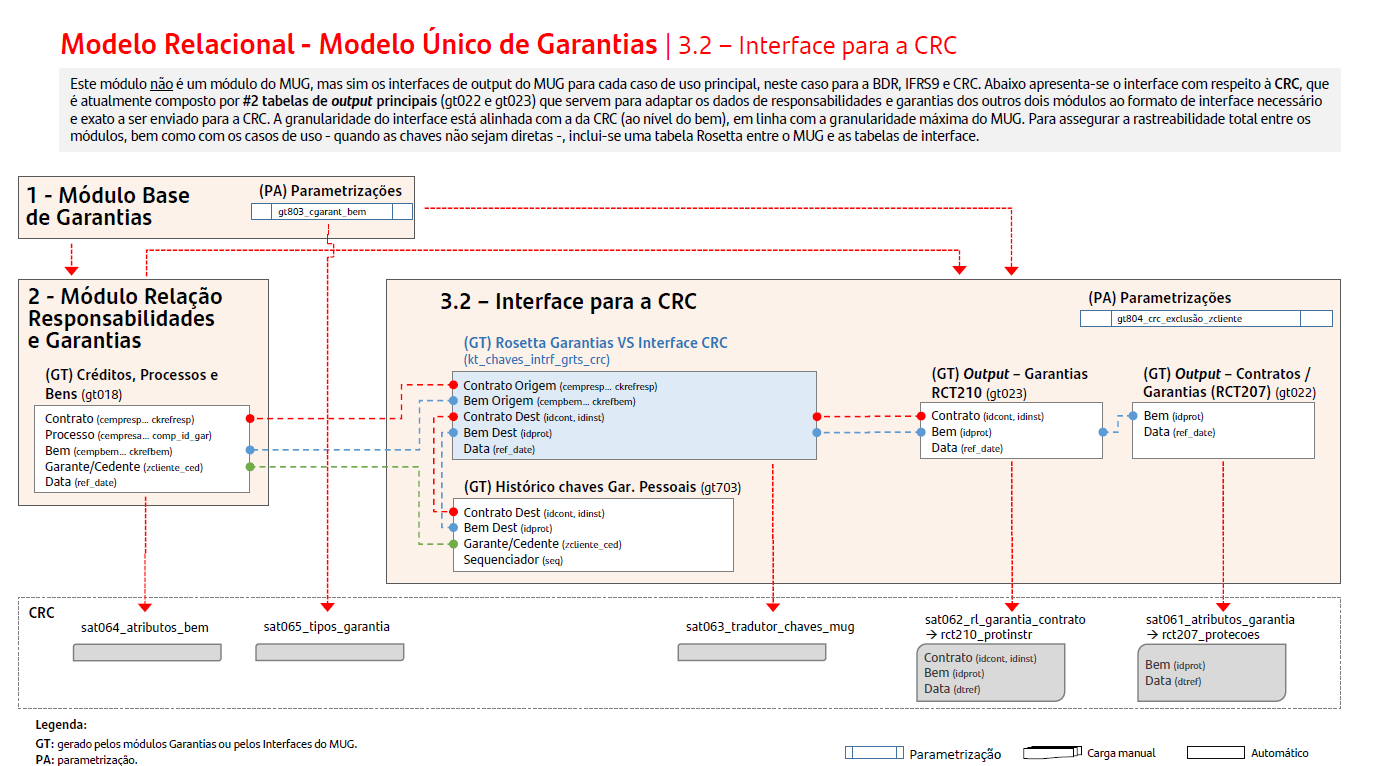 Modelo Relacional - Modelo Único de Garantias | 3.2 – Interface para a CRC
Este módulo não é um módulo do MUG, mas sim os interfaces de output do MUG para cada caso de uso principal, neste caso para a BDR, IFRS9 e CRC. Abaixo apresenta-se o interface com respeito à CRC, que
é atualmente composto por #2 tabelas de output principais (gt022 e gt023) que servem para adaptar os dados de responsabilidades e garantias dos outros dois módulos ao formato de interface necessário
e exato a ser enviado para a CRC. A granularidade do interface está alinhada com a da CRC (ao nível do bem), em linha com a granularidade máxima do MUG. Para assegurar a rastreabilidade total entre os
módulos, bem como com os casos de uso - quando as chaves não sejam diretas -, inclui-se uma tabela Rosetta entre o MUG e as tabelas de interface.
1 - Módulo Base
de Garantias
(PA) Parametrizações
gt803_cgarant_bem
2 - Módulo Relação
Responsabilidades
e Garantias
(GT) Créditos, Processos e
Bens (gt018)
Contrato (cempresp... ckrefresp)
Processo (cempresa... comp_id_gar)
Bem (cempbem... ckrefbem)
Garante/Cedente (zcliente_ced)
Data (ref_date)
3.2 – Interface para a CRC
(PA) Parametrizações
gt804_crc_exclusão_zcliente
(GT) Rosetta Garantias VS Interface CRC
(kt_chaves_intrf_grts_crc)
Contrato Origem (cempresp... ckrefresp)
Bem Origem (cempbem... ckrefbem)
Contrato Dest (idcont, idinst)
Bem Dest (idprot)
Data (ref_date)
(GT) Histórico chaves Gar. Pessoais (gt703)
Contrato Dest (idcont, idinst)
Bem Dest (idprot)
Garante/Cedente (zcliente_ced)
Sequenciador (seq)
(GT) Output – Garantias
RCT210 (gt023)
Contrato (idcont, idinst)
Bem (idprot)
Data (ref_date)
(GT) Output – Contratos /
Garantias (RCT207) (gt022)
Bem (idprot)
Data (ref_date)
CRC
sat064_atributos_bem
sat065_tipos_garantia
sat063_tradutor_chaves_mug
sat062_rl_garantia_contrato
→ rct210_protinstr
Contrato (idcont, idinst)
Bem (idprot)
Data (dtref)
sat061_atributos_garantia
→ rct207_protecoes
Bem (idprot)
Data (dtref)
Legenda:
GT: gerado pelos módulos Garantias ou pelos Interfaces do MUG.
PA: parametrização.
Parametrização
Carga manual
Automático